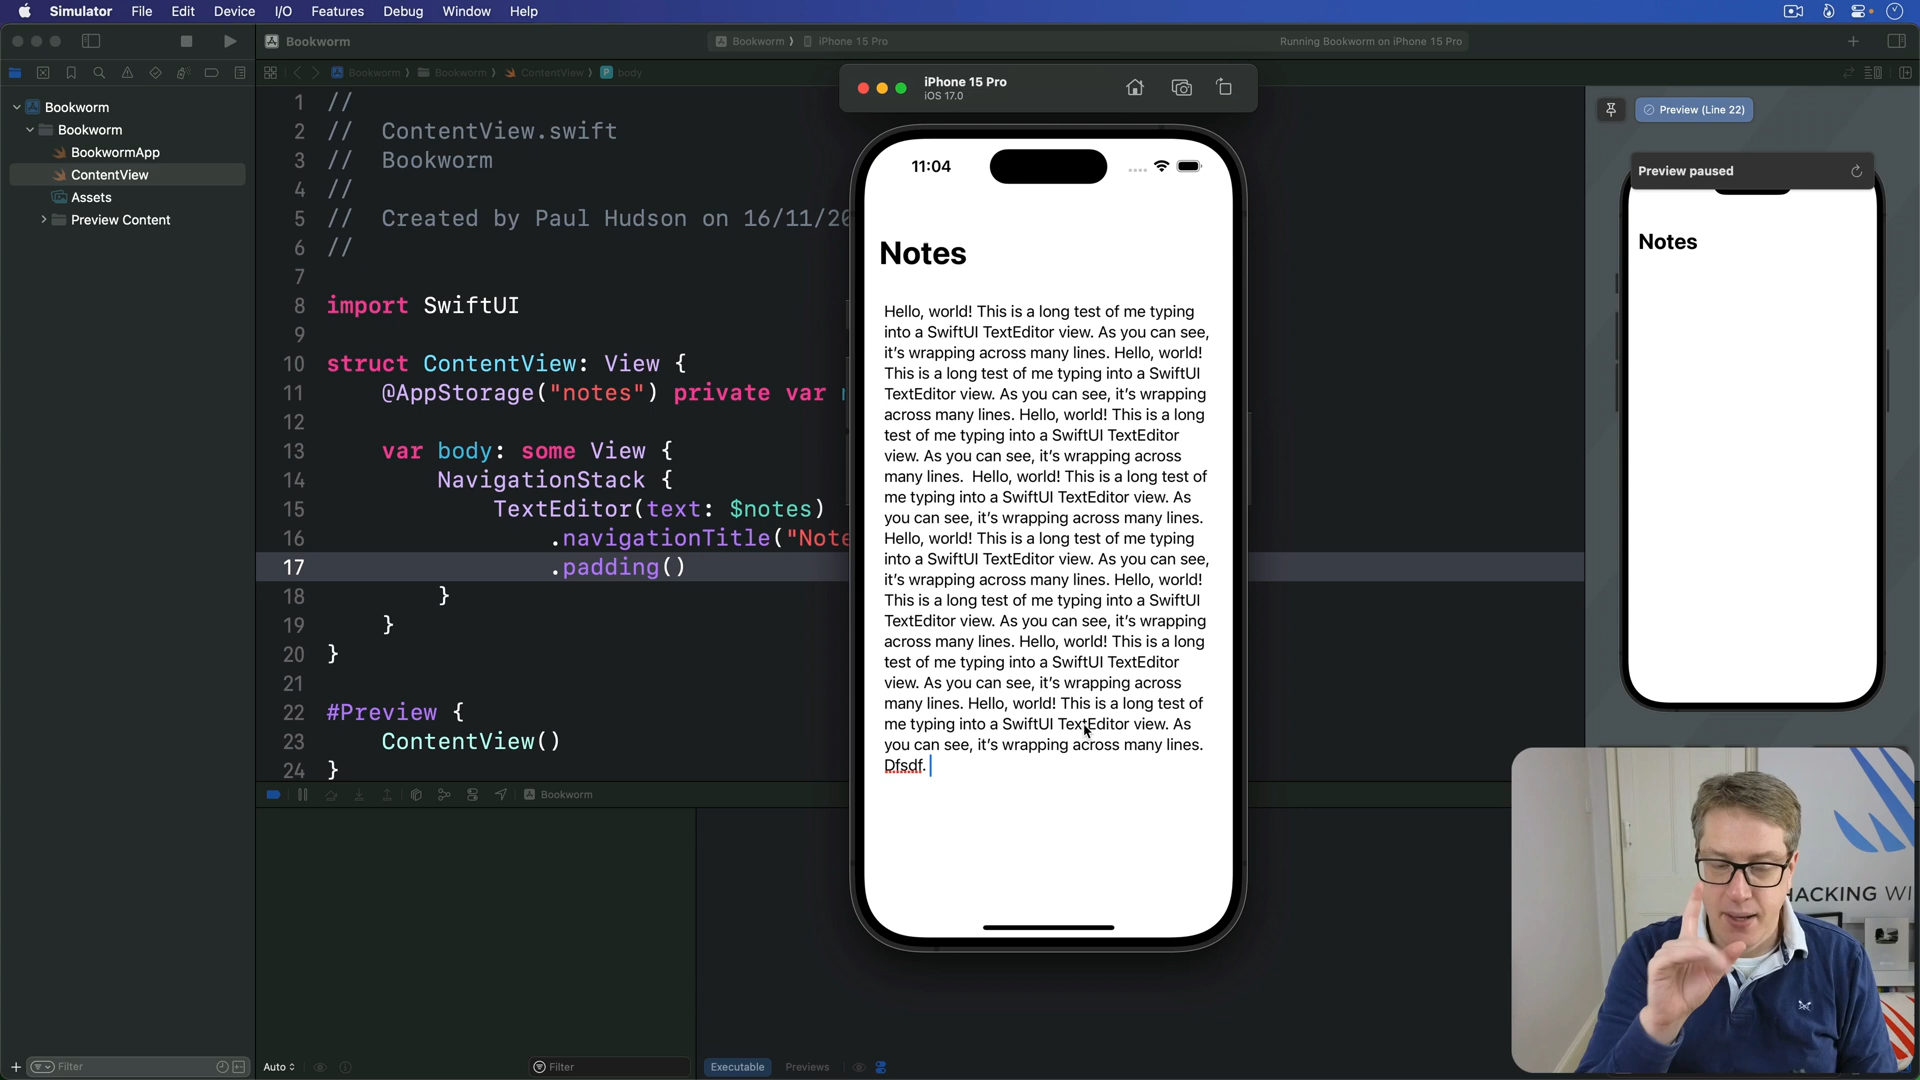 Simulator File Edit Device I/O Features Debug Window Help
Bookworm
Bookworm iPhone 15 Pro
Running Bookworm on iPhone 15 Pro
Bookworm Bookworm ContentView body
Bookworm
Bookworm
BookwormApp
ContentView
Assets
Preview Content
1 //
2 // ContentView.swift
3 // Bookworm
4 //
5 // Created by Paul Hudson on 16/11/20
6 //
7
8 import SwiftUI
9
10 struct ContentView: View {
11 @AppStorage("notes") private var
12
13 var body: some View {
14 NavigationStack {
15 TextEditor(text: $notes)
16 .navigationTitle("Note
17 .padding()
18 }
19 }
20 }
21
22 #Preview {
23 ContentView()
24 }
iPhone 15 Pro
iOS 17.0
11:04
Notes
Hello, world! This is a long test of me typing
into a SwiftUI TextEditor view. As you can see,
it’s wrapping across many lines. Hello, world!
This is a long test of me typing into a SwiftUI
TextEditor view. As you can see, it’s wrapping
across many lines. Hello, world! This is a long
test of me typing into a SwiftUI TextEditor
view. As you can see, it’s wrapping across
many lines.  Hello, world! This is a long test of
me typing into a SwiftUI TextEditor view. As
you can see, it’s wrapping across many lines.
Hello, world! This is a long test of me typing
into a SwiftUI TextEditor view. As you can see,
it’s wrapping across many lines. Hello, world!
This is a long test of me typing into a SwiftUI
TextEditor view. As you can see, it’s wrapping
across many lines. Hello, world! This is a long
test of me typing into a SwiftUI TextEditor
view. As you can see, it’s wrapping across
many lines. Hello, world! This is a long test of
me typing into a SwiftUI TextEditor view. As
you can see, it’s wrapping across many lines.
Dfsdf.
Preview (Line 22)
Preview paused
Notes
Bookworm
HACKING WI
Filter
Auto
Filter
Executable Previews